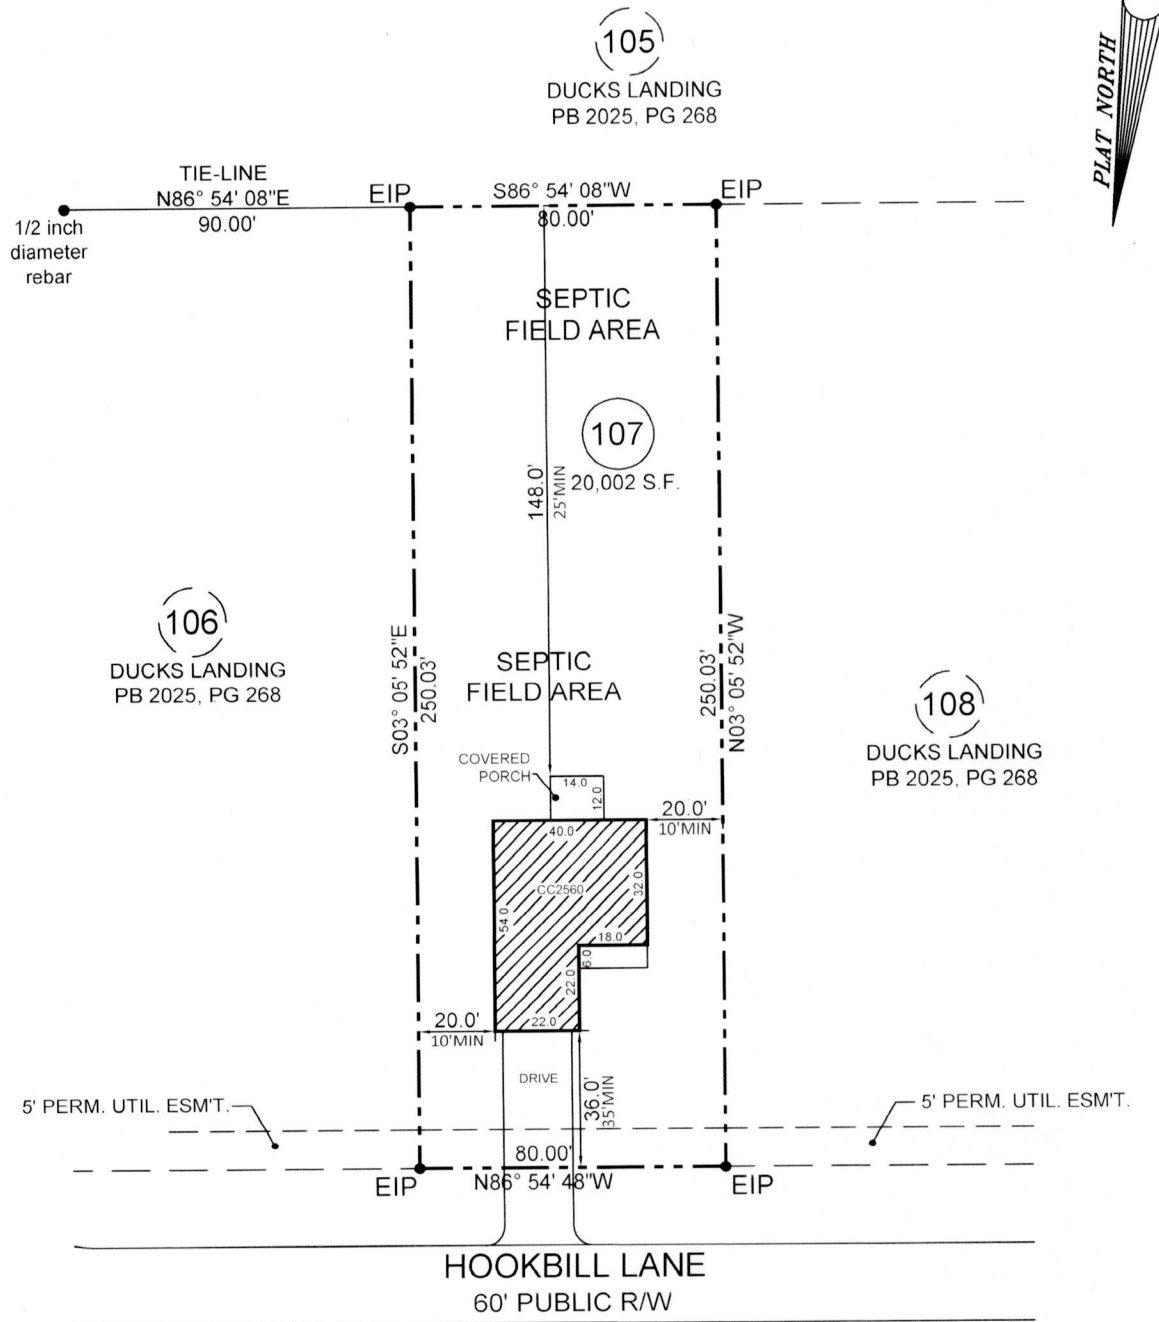 105
DUCKS LANDING
PB 2025, PG 268
PLAT NORTH
TIE-LINE
N86° 54' 08"E
90.00'
1/2 inch
diameter
rebar
EIP
S86° 54' 08"W
80.00'
EIP
SEPTIC
FIELD AREA
107
20,002 S.F.
148.0'
25'MIN
106
DUCKS LANDING
PB 2025, PG 268
S03° 05' 52"E
250.03'
SEPTIC
FIELD AREA
250.03'
N03° 05' 52"W
108
DUCKS LANDING
PB 2025, PG 268
COVERED
PORCH
14.0
12.0
20.0'
10'MIN
40.0
CC2560
32.0
54.0
18.0
6.0
22.0
22.0
20.0'
10'MIN
DRIVE
36.0'
35'MIN
5' PERM. UTIL. ESM'T.
5' PERM. UTIL. ESM'T.
80.00'
N86° 54' 48"W
EIP
EIP
HOOKBILL LANE
60' PUBLIC R/W